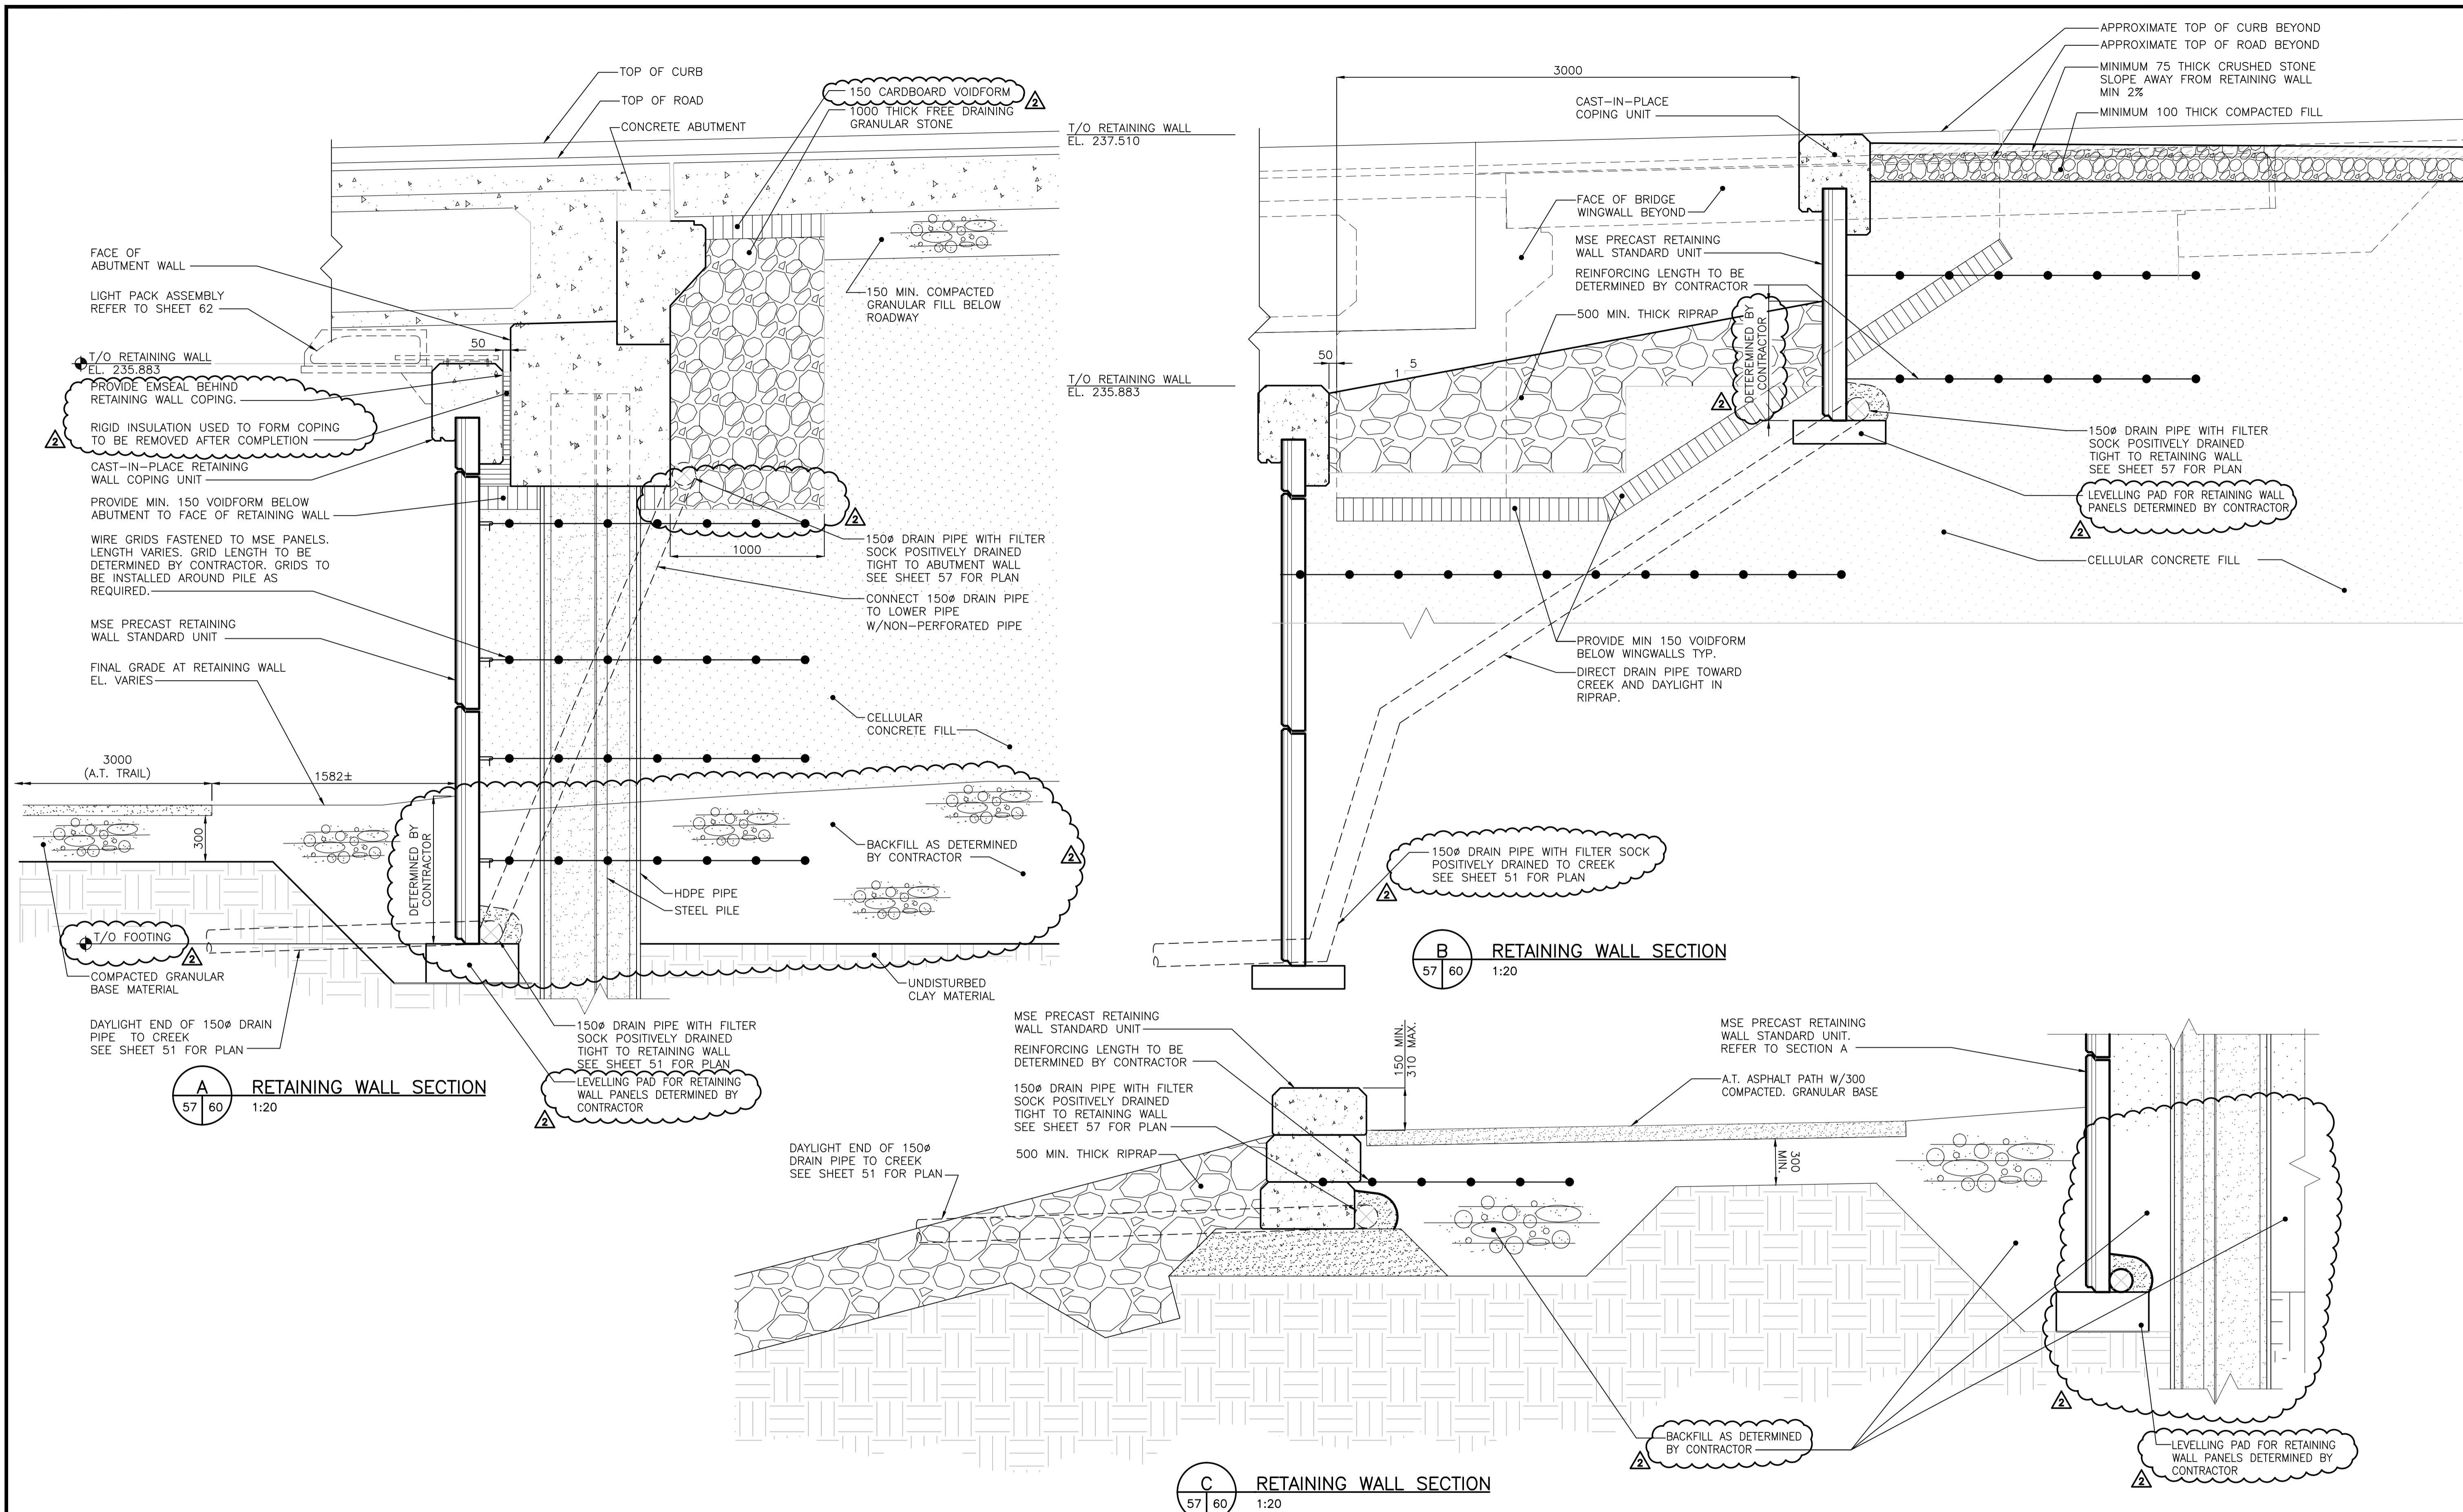 TOP OF CURB
TOP OF ROAD
CONCRETE ABUTMENT
150 CARDBOARD VOIDFORM
2
1000 THICK FREE DRAINING
GRANULAR STONE
FACE OF
ABUTMENT WALL
LIGHT PACK ASSEMBLY
REFER TO SHEET 62
50
T/O RETAINING WALL
EL. 235.883
PROVIDE EMSEAL BEHIND
RETAINING WALL COPING.
RIGID INSULATION USED TO FORM COPING
TO BE REMOVED AFTER COMPLETION
2
CAST-IN-PLACE RETAINING
WALL COPING UNIT
PROVIDE MIN. 150 VOIDFORM BELOW
ABUTMENT TO FACE OF RETAINING WALL
WIRE GRIDS FASTENED TO MSE PANELS.
LENGTH VARIES. GRID LENGTH TO BE
DETERMINED BY CONTRACTOR. GRIDS TO
BE INSTALLED AROUND PILE AS
REQUIRED.
MSE PRECAST RETAINING
WALL STANDARD UNIT
FINAL GRADE AT RETAINING WALL
EL. VARIES
3000
(A.T. TRAIL)
1582±
300
DETERMINED BY
CONTRACTOR
T/O FOOTING
2
COMPACTED GRANULAR
BASE MATERIAL
DAYLIGHT END OF 150ø DRAIN
PIPE TO CREEK
SEE SHEET 51 FOR PLAN
150 MIN. COMPACTED
GRANULAR FILL BELOW
ROADWAY
2
1000
150ø DRAIN PIPE WITH FILTER
SOCK POSITIVELY DRAINED
TIGHT TO ABUTMENT WALL
SEE SHEET 57 FOR PLAN
CONNECT 150ø DRAIN PIPE
TO LOWER PIPE
W/NON-PERFORATED PIPE
CELLULAR
CONCRETE FILL
BACKFILL AS DETERMINED
BY CONTRACTOR
2
HDPE PIPE
STEEL PILE
UNDISTURBED
CLAY MATERIAL
150ø DRAIN PIPE WITH FILTER
SOCK POSITIVELY DRAINED
TIGHT TO RETAINING WALL
SEE SHEET 51 FOR PLAN
LEVELLING PAD FOR RETAINING
WALL PANELS DETERMINED BY
CONTRACTOR
2
A
57 60
RETAINING WALL SECTION
1:20
T/O RETAINING WALL
EL. 237.510
T/O RETAINING WALL
EL. 235.883
3000
CAST-IN-PLACE
COPING UNIT
APPROXIMATE TOP OF CURB BEYOND
APPROXIMATE TOP OF ROAD BEYOND
MINIMUM 75 THICK CRUSHED STONE
SLOPE AWAY FROM RETAINING WALL
MIN 2%
MINIMUM 100 THICK COMPACTED FILL
FACE OF BRIDGE
WINGWALL BEYOND
MSE PRECAST RETAINING
WALL STANDARD UNIT
REINFORCING LENGTH TO BE
DETERMINED BY CONTRACTOR
500 MIN. THICK RIPRAP
50
1
5
DETEREMINED BY
CONTRACTOR
2
150ø DRAIN PIPE WITH FILTER
SOCK POSITIVELY DRAINED
TIGHT TO RETAINING WALL
SEE SHEET 57 FOR PLAN
LEVELLING PAD FOR RETAINING WALL
PANELS DETERMINED BY CONTRACTOR
2
CELLULAR CONCRETE FILL
PROVIDE MIN 150 VOIDFORM
BELOW WINGWALLS TYP.
DIRECT DRAIN PIPE TOWARD
CREEK AND DAYLIGHT IN
RIPRAP.
150ø DRAIN PIPE WITH FILTER SOCK
POSITIVELY DRAINED TO CREEK
SEE SHEET 51 FOR PLAN
2
B
57 60
RETAINING WALL SECTION
1:20
MSE PRECAST RETAINING
WALL STANDARD UNIT
REINFORCING LENGTH TO BE
DETERMINED BY CONTRACTOR
150ø DRAIN PIPE WITH FILTER
SOCK POSITIVELY DRAINED
TIGHT TO RETAINING WALL
SEE SHEET 57 FOR PLAN
500 MIN. THICK RIPRAP
DAYLIGHT END OF 150ø
DRAIN PIPE TO CREEK
SEE SHEET 51 FOR PLAN
150 MIN.
310 MAX.
MSE PRECAST RETAINING
WALL STANDARD UNIT.
REFER TO SECTION A
A.T. ASPHALT PATH W/300
COMPACTED. GRANULAR BASE
300
MIN.
BACKFILL AS DETERMINED
BY CONTRACTOR
2
2
LEVELLING PAD FOR RETAINING
WALL PANELS DETERMINED BY
CONTRACTOR
2
C
57 60
RETAINING WALL SECTION
1:20